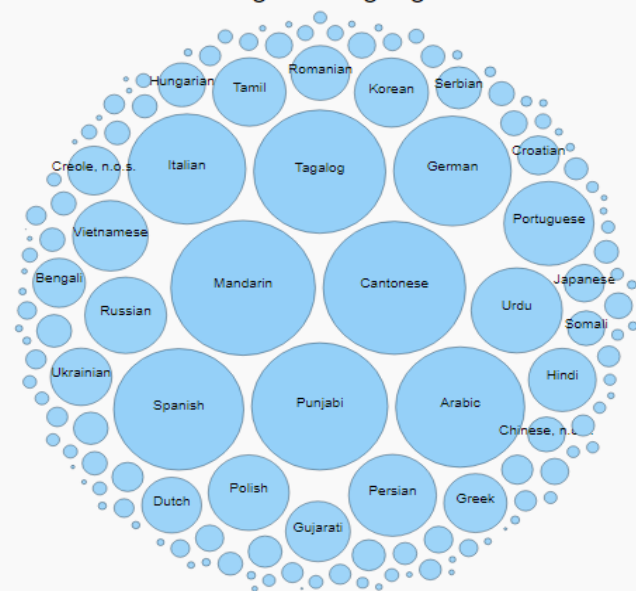 Romanian
Hungarian
Tamil
Korean
Serbian
Croatian
Creole, n.o.s.
Italian
Tagalog
German
Portuguese
Vietnamese
Bengali
Mandarin
Cantonese
Japanese
Russian
Urdu
Somali
Ukrainian
Spanish
Punjabi
Arabic
Hindi
Chinese, n.o.
Dutch
Polish
Persian
Greek
Gujarati